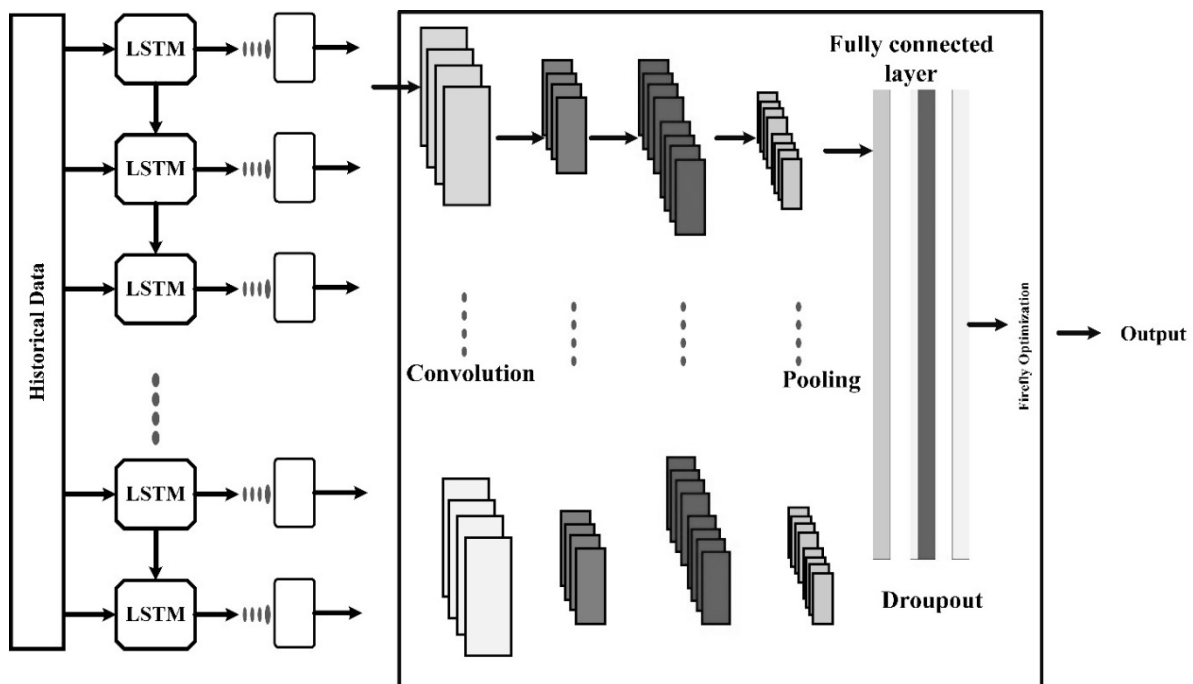 Historical Data
LSTM
LSTM
LSTM
LSTM
LSTM
Convolution
Pooling
Fully connected
layer
Droupout
Firefly Optimization
Output